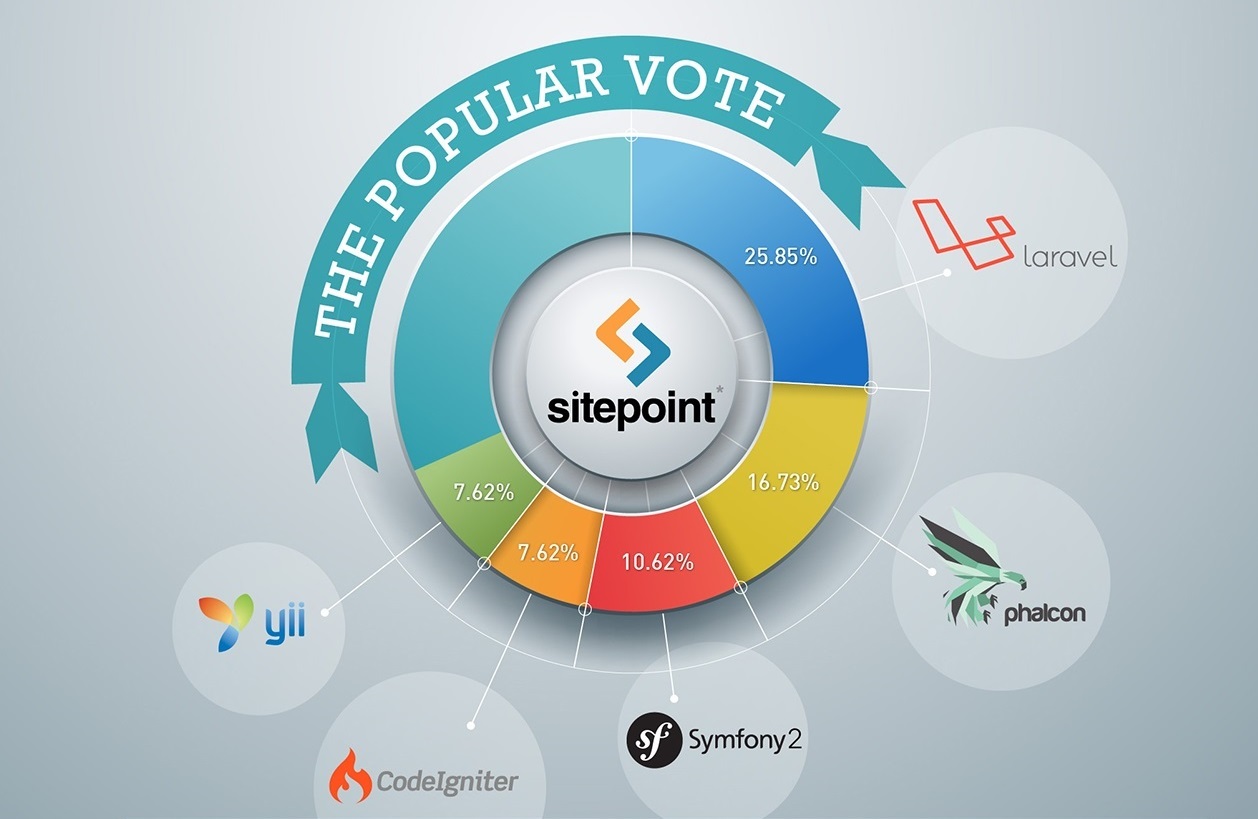 THE POPULAR VOTE
25.85%
laravel
sitepoint*
16.73%
7.62%
7.62%
10.62%
phalcon
yii
sf Symfony2
CodeIgniter